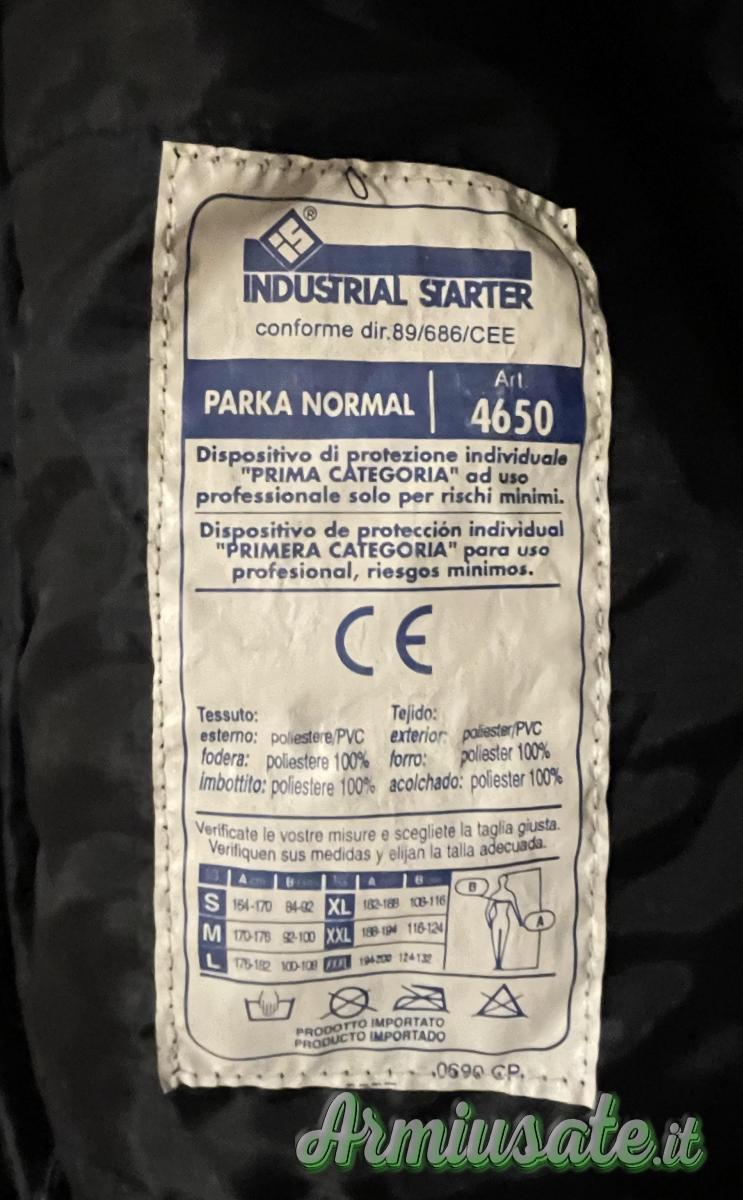 IS ®
INDUSTRIAL STARTER
conforme dir.89/686/CEE
PARKA NORMAL
Art.
4650
Dispositivo di protezione individuale
"PRIMA CATEGORIA" ad uso
professionale solo per rischi minimi.
Dispositivo de protección individual
"PRIMERA CATEGORIA" para uso
profesional, riesgos minimos.
CE
Tessuto: Tejido:
esterno: poliestere/PVC exterior: poliester/PVC
fodera: poliestere 100% forro: poliester 100%
imbottito: poliestere 100% acolchado: poliester 100%
Verificate le vostre misure e scegliete la taglia giusta.
Verifiquen sus medidas y elijan la talla adecuada.
A B A B
S 164-170 84-92 XL 182-188 108-116
M 170-176 92-100 XXL 188-194 116-124
L 176-182 100-108 XXXL 194-200 124-132
B
A
PRODOTTO IMPORTATO
PRODUCTO IMPORTADO
.0690 CP.
Armiusate.it